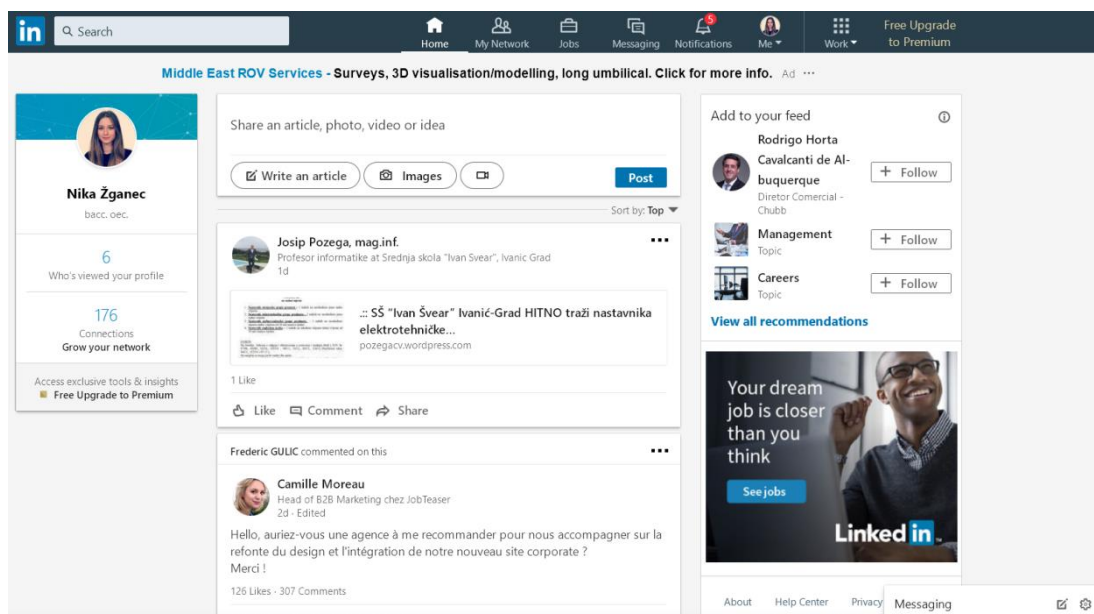 in
Search
Home
My Network
Jobs
Messaging
5
Notifications
Me
Work
Free Upgrade
to Premium
Middle East ROV Services - Surveys, 3D visualisation/modelling, long umbilical. Click for more info. Ad ···
Nika Žganec
bacc. oec.
6
Who's viewed your profile
176
Connections
Grow your network
Access exclusive tools & insights
Free Upgrade to Premium
Share an article, photo, video or idea
Write an article
Images
Post
Sort by: Top
Josip Pozega, mag.inf.
Profesor informatike at Srednja skola "Ivan Svear", Ivanic Grad
1d
.:: SŠ "Ivan Švear" Ivanić-Grad HITNO traži nastavnika
elektrotehničke...
pozegacv.wordpress.com
1 Like
Like
Comment
Share
Frederic GULIC commented on this
Camille Moreau
Head of B2B Marketing chez JobTeaser
2d - Edited
Hello, auriez-vous une agence à me recommander pour nous accompagner sur la
refonte du design et l'intégration de notre nouveau site corporate ?
Merci !
126 Likes - 307 Comments
Add to your feed
Rodrigo Horta
Cavalcanti de Al-
buquerque
Diretor Comercial -
Chubb
+ Follow
Management
Topic
+ Follow
Careers
Topic
+ Follow
View all recommendations
Your dream
job is closer
than you
think
See jobs
Linked in
About
Help Center
Privacy
Messaging